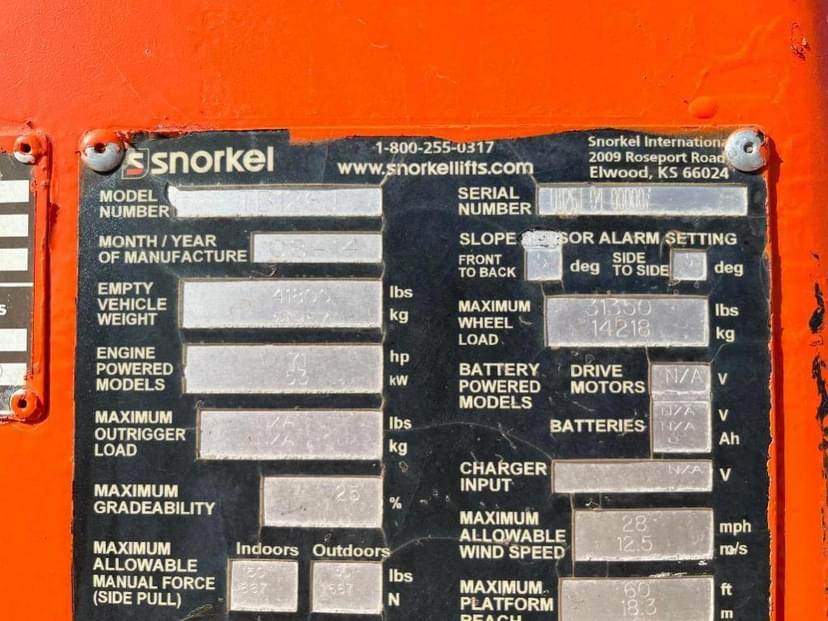 snorkel
1-800-255-0317
www.snorkellifts.com
Snorkel International
2009 Roseport Road
Elwood, KS 66024
MODEL
NUMBER
MONTH / YEAR
OF MANUFACTURE
EMPTY
VEHICLE
WEIGHT
lbs
kg
ENGINE
POWERED
MODELS
hp
kW
MAXIMUM
OUTRIGGER
LOAD
lbs
kg
MAXIMUM
GRADEABILITY
25 %
MAXIMUM
ALLOWABLE
MANUAL FORCE
(SIDE PULL)
Indoors Outdoors
lbs
667 667 N
SERIAL
NUMBER
SLOPE SENSOR ALARM SETTING
FRONT
TO BACK
deg
SIDE
TO SIDE
deg
MAXIMUM
WHEEL
LOAD
31350 lbs
14218 kg
BATTERY
POWERED
MODELS
DRIVE
MOTORS N/A V
BATTERIES
N/A V
N/A Ah
CHARGER
INPUT N/A V
MAXIMUM
ALLOWABLE
WIND SPEED
28 mph
12.5 m/s
MAXIMUM
PLATFORM
REACH
60 ft
18.3 m